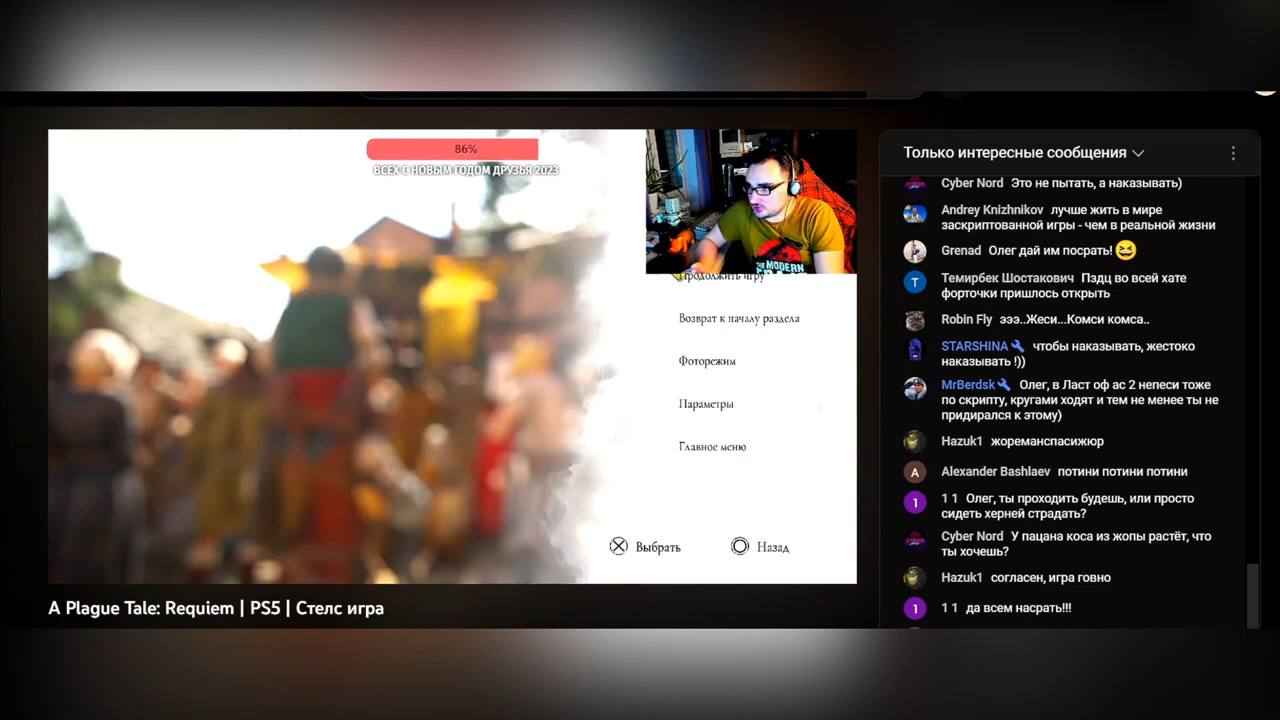 86%
ВСЕХ С НОВЫМ ГОДОМ ДРУЗЬЯ 2023
THE MODERN
Продолжить игру
Возврат к началу раздела
Фоторежим
Параметры
Главное меню
Выбрать
Назад
A Plague Tale: Requiem | PS5 | Стелс игра
Только интересные сообщения
Cyber Nord Это не пытать, а наказывать)
Andrey Knizhnikov лучше жить в мире
заскриптованной игры - чем в реальной жизни
Grenad Олег дай им посрать! 😆
T
Темирбек Шостакович Пздц во всей хате
форточки пришлось открыть
Robin Fly эээ..Жеси...Комси комса..
STARSHINA чтобы наказывать, жестоко
наказывать !))
MrBerdsk Олег, в Ласт оф ас 2 непеси тоже
по скрипту, кругами ходят и тем не менее ты не
придирался к этому)
Hazuk1 жореманспасижюр
A
Alexander Bashlaev потини потини потини
1
1 1 Олег, ты проходить будешь, или просто
сидеть херней страдать?
Cyber Nord У пацана коса из жопы растёт, что
ты хочешь?
Hazuk1 согласен, игра говно
1
1 1 да всем насрать!!!